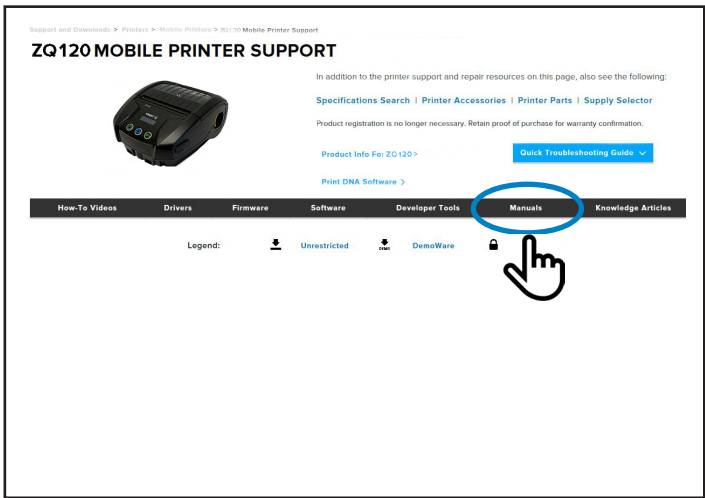 Support and Downloads > Printers > Mobile Printers > ZQ120 Mobile Printer Support
ZQ120 MOBILE PRINTER SUPPORT
In addition to the printer support and repair resources on this page, also see the following:
Specifications Search | Printer Accessories | Printer Parts | Supply Selector
Product registration is no longer necessary. Retain proof of purchase for warranty confirmation.
Product Info Fo: ZQ120 >
Quick Troubleshooting Guide
Print DNA Software >
How-To Videos Drivers Firmware Software Developer Tools Manuals Knowledge Articles
Legend: Unrestricted DEMO DemoWare